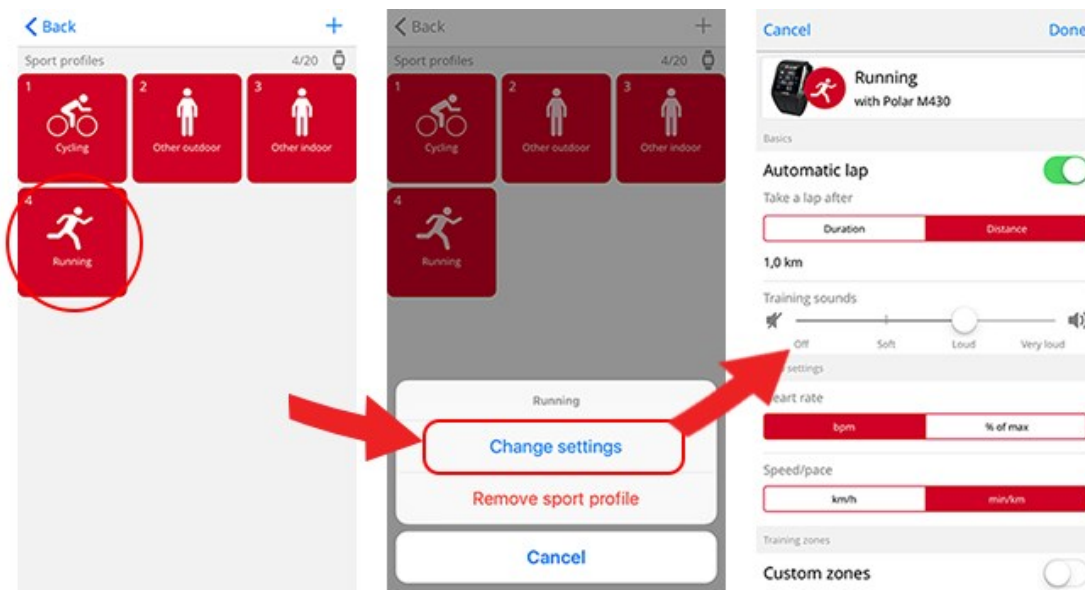 Back
Sport profiles 4/20
1 2 3
Cycling Other outdoor Other indoor
4
Running
Back
Sport profiles 4/20
1 2 3
Cycling Other outdoor Other indoor
4
Running
Running
Change settings
Remove sport profile
Cancel
Cancel Done
Running
with Polar M430
Basics
Automatic lap
Take a lap after
Duration Distance
1,0 km
Training sounds
Off Soft Loud Very loud
settings
eart rate
bpm % of max
Speed/pace
km/h min/km
Training zones
Custom zones